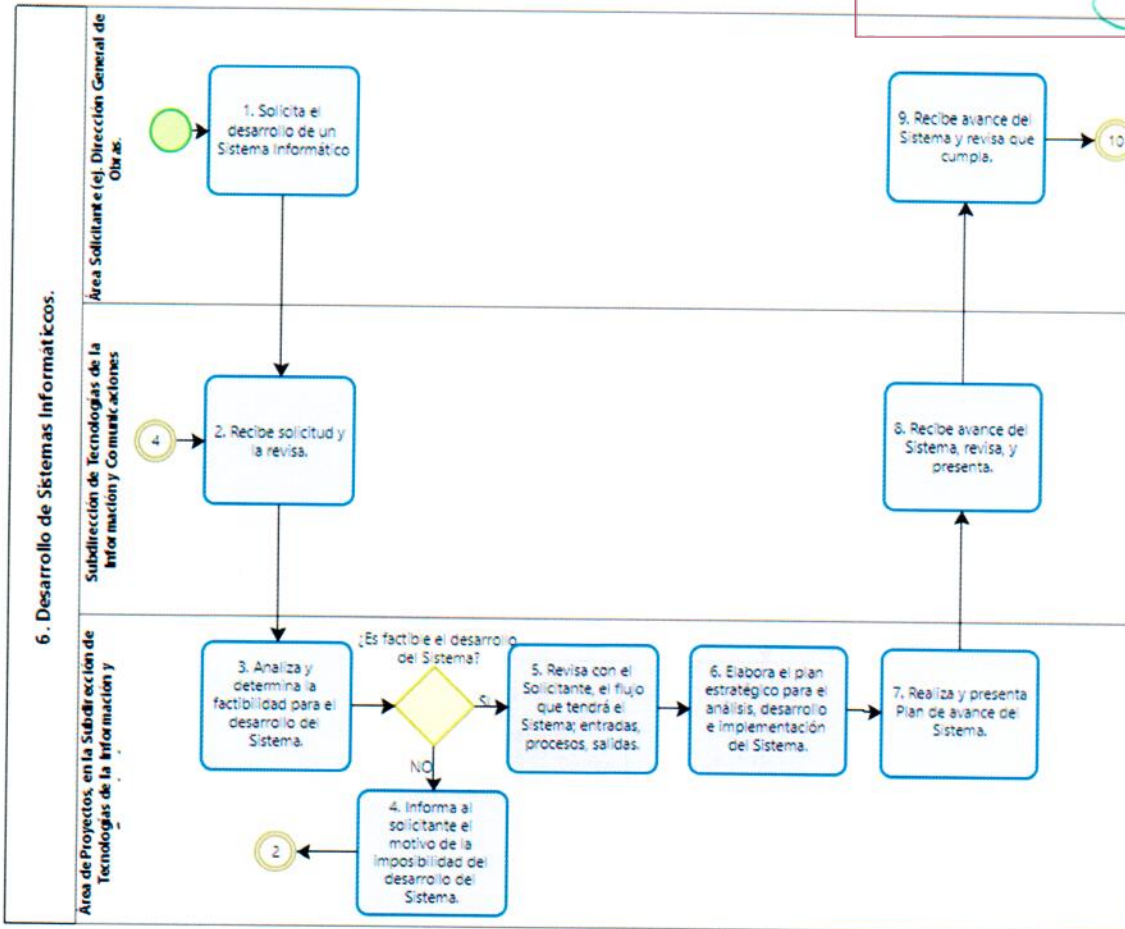 6. Desarrollo de Sistemas Informáticcos.
Área Solicitante (ej. Dirección General de
Obras.
1. Solicita el
desarrollo de un
Sistema Informático
9. Recibe avance del
Sistema y revisa que
cumpla.
10
Subdirección de Tecnologías de la
Información y Comunicaciones
4
2. Recibe solicitud y
la revisa.
8. Recibe avance del
Sistema, revisa, y
presenta.
Área de Proyectos, en la Subdirección de
Tecnologías de la Información y
3. Analiza y
determina la
factibilidad para el
desarrollo del
Sistema.
¿Es factible el desarrollo
del Sistema?
SI
NO
5. Revisa con el
Solicitante, el flujo
que tendrá el
Sistema; entradas,
procesos, salidas.
6. Elabora el plan
estratégico para el
análisis, desarrollo
e implementación
del Sistema.
7. Realiza y presenta
Plan de avance del
Sistema.
4. Informa al
solicitante el
motivo de la
imposibilidad del
desarrollo del
Sistema.
2